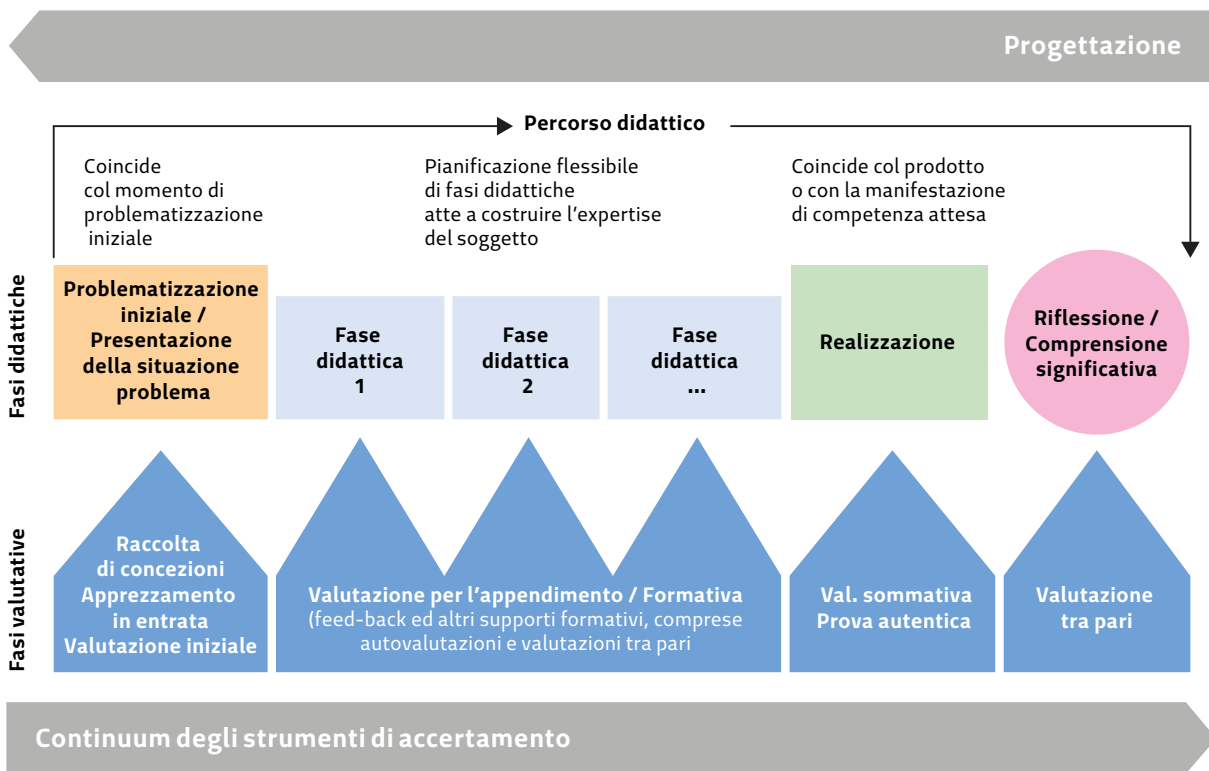 Progettazione
Percorso didattico
Coincide
col momento di
problematizzazione
iniziale
Pianificazione flessibile
di fasi didattiche
atte a costruire l'expertise
del soggetto
Coincide col prodotto
o con la manifestazione
di competenza attesa
Fasi didattiche
Problematizzazione
iniziale /
Presentazione
della situazione
problema
Fase
didattica
1
Fase
didattica
2
Fase
didattica
...
Realizzazione
Riflessione /
Comprensione
significativa
Fasi valutative
Raccolta
di concezioni
Apprezzamento
in entrata
Valutazione iniziale
Valutazione per l'appendimento / Formativa
(feed-back ed altri supporti formativi, comprese
autovalutazioni e valutazioni tra pari
Val. sommativa
Prova autentica
Valutazione
tra pari
Continuum degli strumenti di accertamento